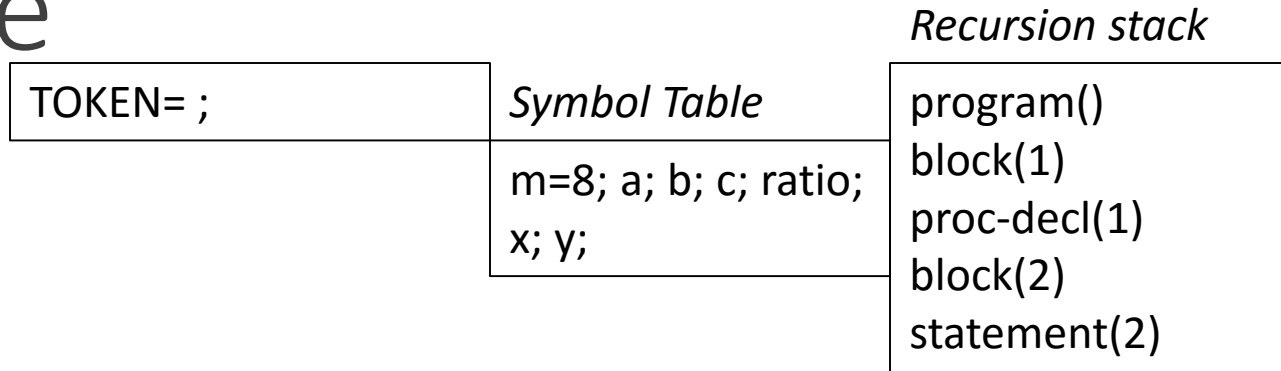 e
Recursion stack
TOKEN= ;
Symbol Table
m=8; a; b; c; ratio;
x; y;
program()
block(1)
proc-decl(1)
block(2)
statement(2)